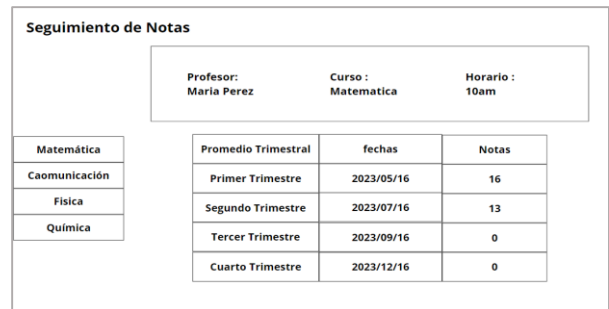 Seguimiento de Notas
Profesor: Curso : Horario :
Maria Perez Matematica 10am
Matemática
Caomunicación
Fisica
Química
Promedio Trimestral fechas Notas
Primer Trimestre 2023/05/16 16
Segundo Trimestre 2023/07/16 13
Tercer Trimestre 2023/09/16 0
Cuarto Trimestre 2023/12/16 0